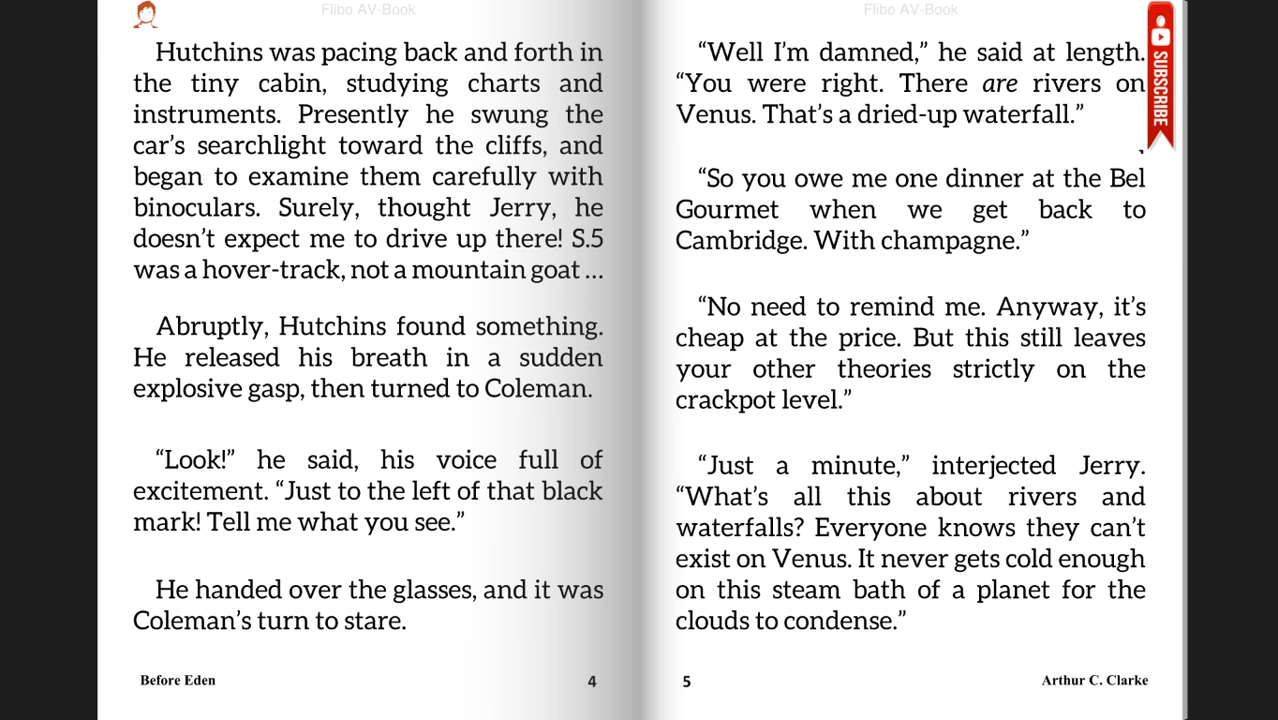 Flibo AV-Book
Hutchins was pacing back and forth in
the tiny cabin, studying charts and
instruments. Presently he swung the
car’s searchlight toward the cliffs, and
began to examine them carefully with
binoculars. Surely, thought Jerry, he
doesn’t expect me to drive up there! S.5
was a hover-track, not a mountain goat ...
Abruptly, Hutchins found something.
He released his breath in a sudden
explosive gasp, then turned to Coleman.
“Look!” he said, his voice full of
excitement. “Just to the left of that black
mark! Tell me what you see.”
He handed over the glasses, and it was
Coleman’s turn to stare.
Before Eden
4
Flibo AV-Book
“Well I’m damned,” he said at length.
“You were right. There are rivers on
Venus. That’s a dried-up waterfall.”
“So you owe me one dinner at the Bel
Gourmet when we get back to
Cambridge. With champagne.”
“No need to remind me. Anyway, it’s
cheap at the price. But this still leaves
your other theories strictly on the
crackpot level.”
“Just a minute,” interjected Jerry.
“What’s all this about rivers and
waterfalls? Everyone knows they can’t
exist on Venus. It never gets cold enough
on this steam bath of a planet for the
clouds to condense.”
5
Arthur C. Clarke
SUBSCRIBE